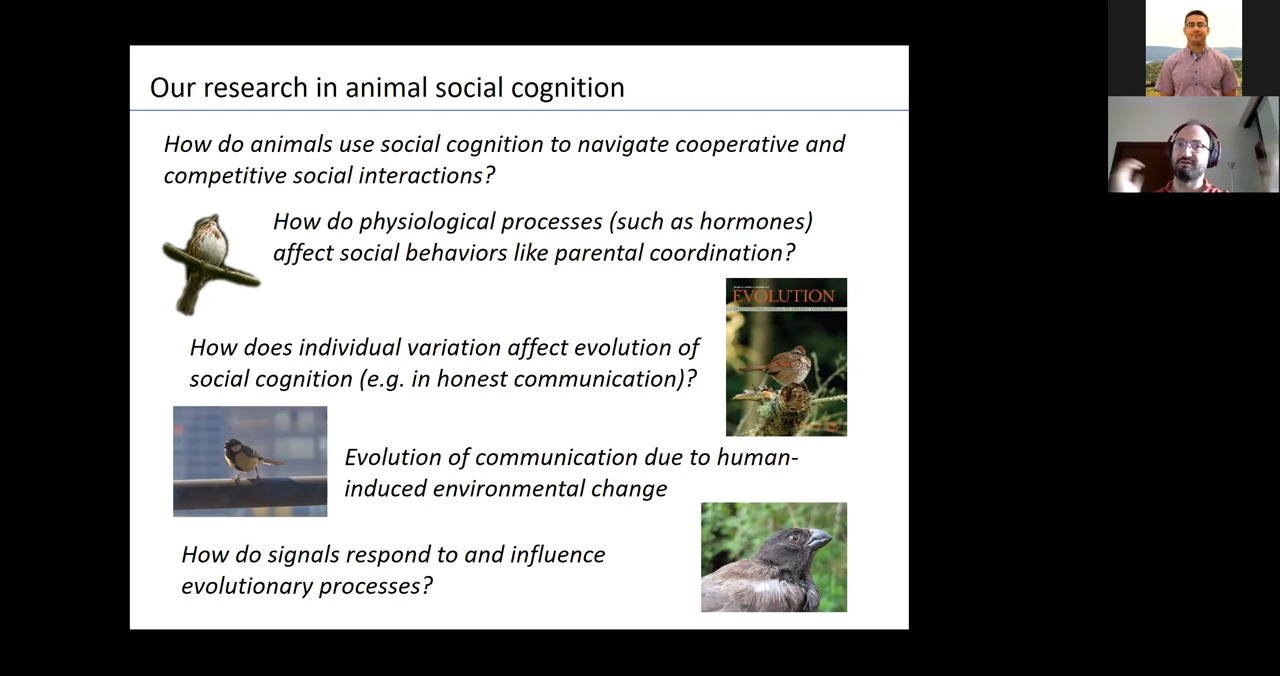 Our research in animal social cognition
How do animals use social cognition to navigate cooperative and
competitive social interactions?
How do physiological processes (such as hormones)
affect social behaviors like parental coordination?
EVOLUTION
How does individual variation affect evolution of
social cognition (e.g. in honest communication)?
Evolution of communication due to human-
induced environmental change
How do signals respond to and influence
evolutionary processes?